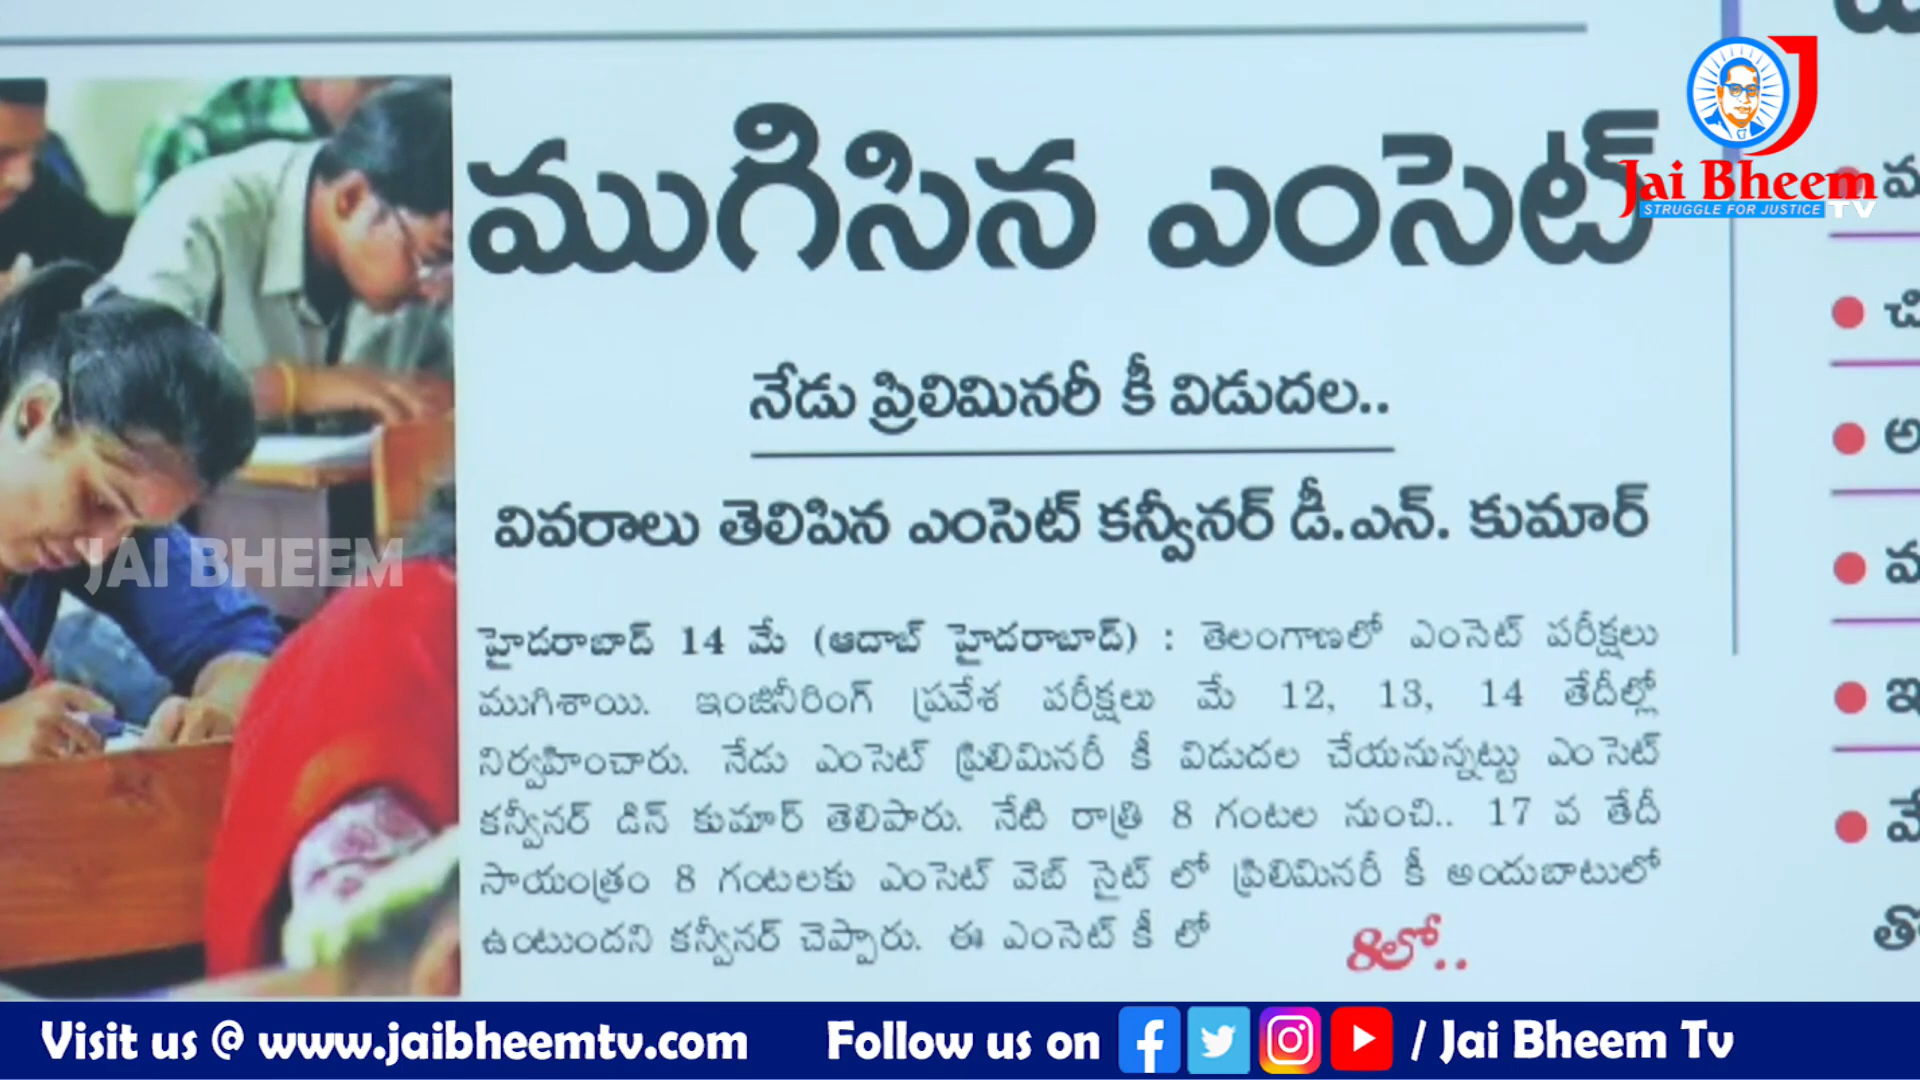 Jai Bheem
STRUGGLE FOR JUSTICE TV
ముగిసిన ఎంసెట్
నేడు ప్రిలిమినరీ కీ విడుదల..
వివరాలు తెలిపిన ఎంసెట్ కన్వీనర్ డీ.ఎన్. కుమార్
హైదరాబాద్ 14 మే (ఆదాబ్ హైదరాబాద్) : తెలంగాణలో ఎంసెట్ పరీక్షలు
ముగిశాయి. ఇంజినీరింగ్ ప్రవేశ పరీక్షలు మే 12, 13, 14 తేదీల్లో
నిర్వహించారు. నేడు ఎంసెట్ ప్రిలిమినరీ కీ విడుదల చేయనున్నట్టు ఎంసెట్
కన్వీనర్ డిన్ కుమార్ తెలిపారు. నేటి రాత్రి 8 గంటల నుంచి.. 17 వ తేదీ
సాయంత్రం 8 గంటలకు ఎంసెట్ వెబ్ సైట్ లో ప్రిలిమినరీ కీ అందుబాటులో
ఉంటుందని కన్వీనర్ చెప్పారు. ఈ ఎంసెట్ కీ లో
8లో..
JAI BHEEM
Visit us @ www.jaibheemtv.com Follow us on / Jai Bheem Tv